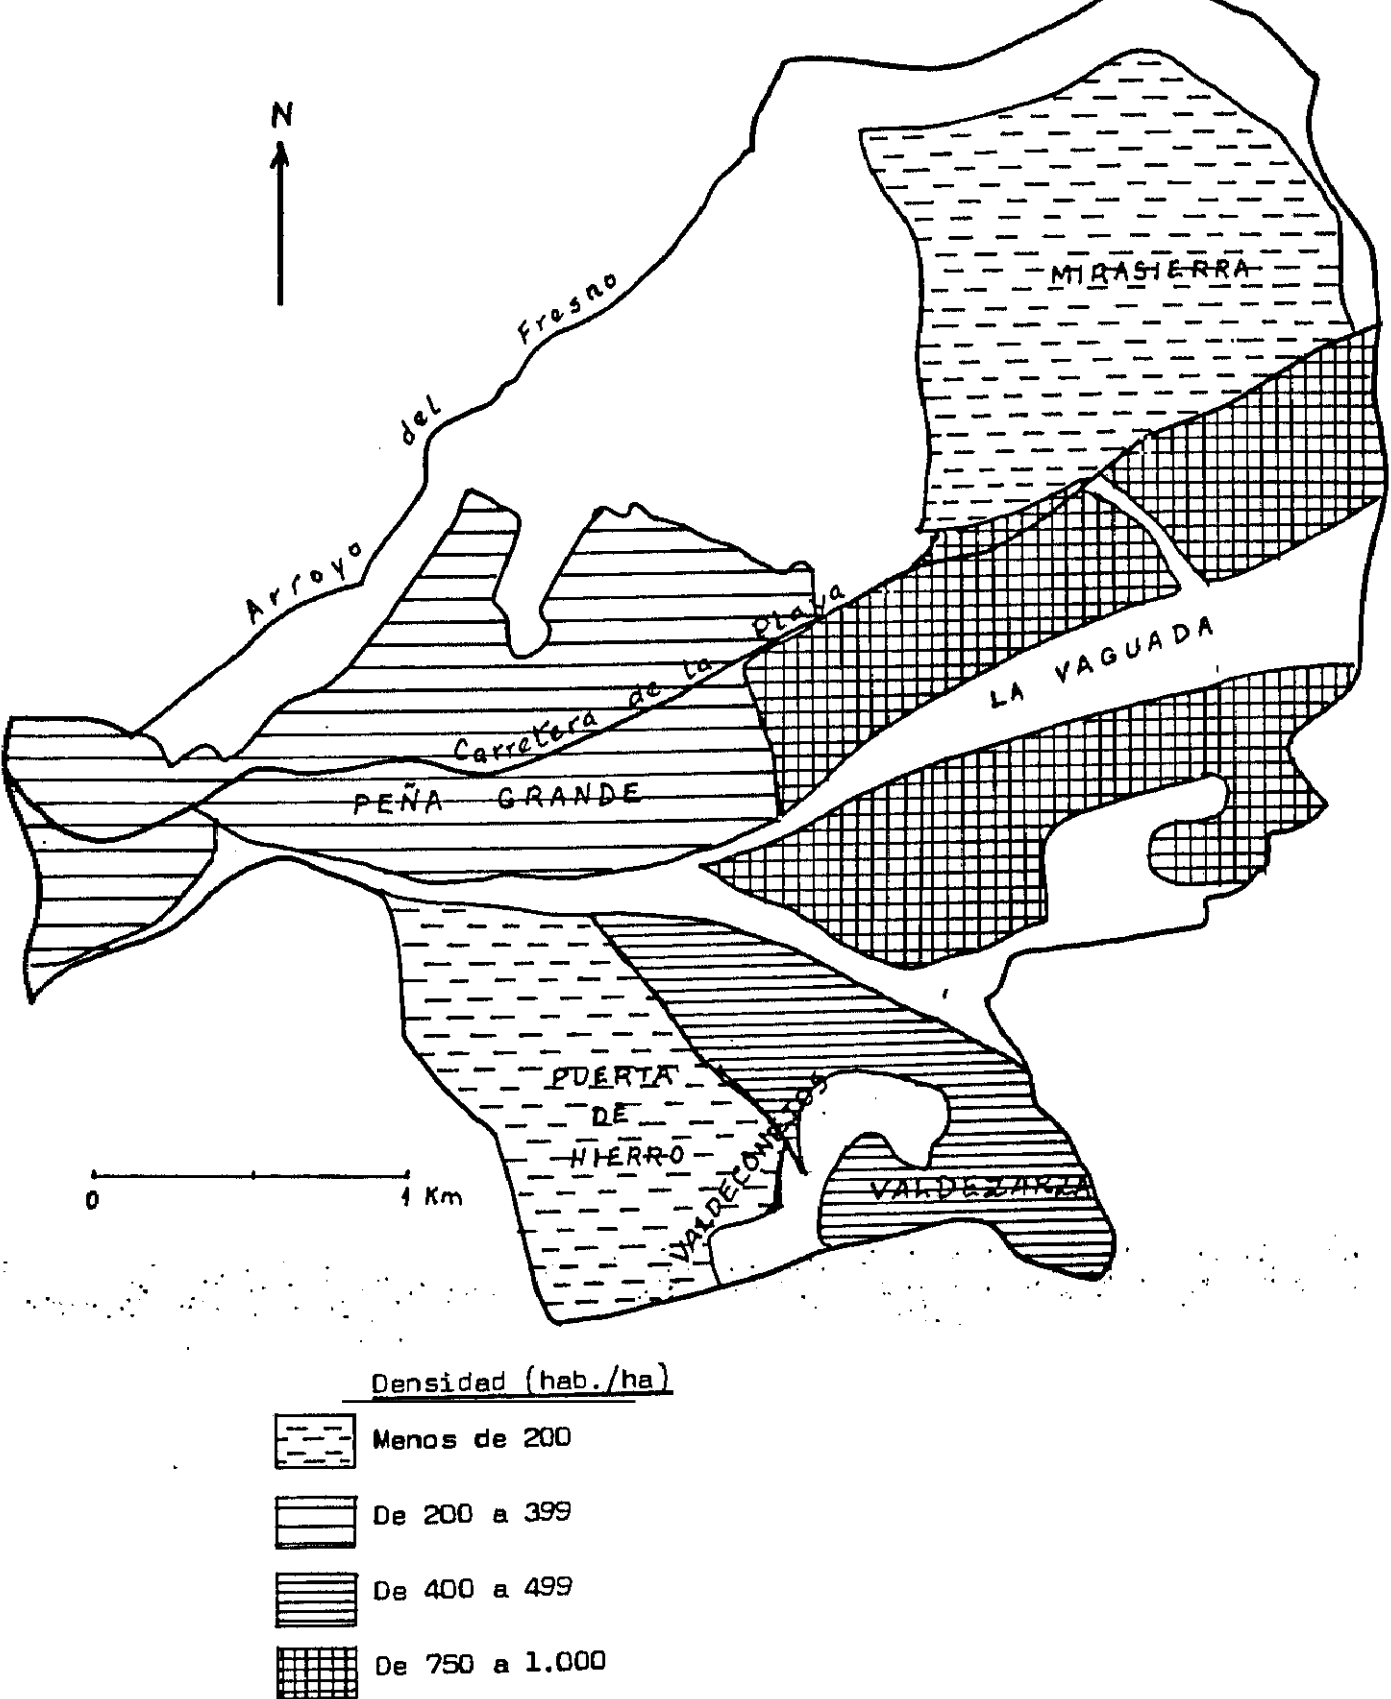 N
MIRASIERRA
Arroyo del Fresno
Carretera de la Playa
LA VAGUADA
PEÑA GRANDE
PUERTA
DE
HIERRO
VALDECONEJOS
VALDEZARZA
0 1 Km
Densidad (hab./ha)
Menos de 200
De 200 a 399
De 400 a 499
De 750 a 1.000